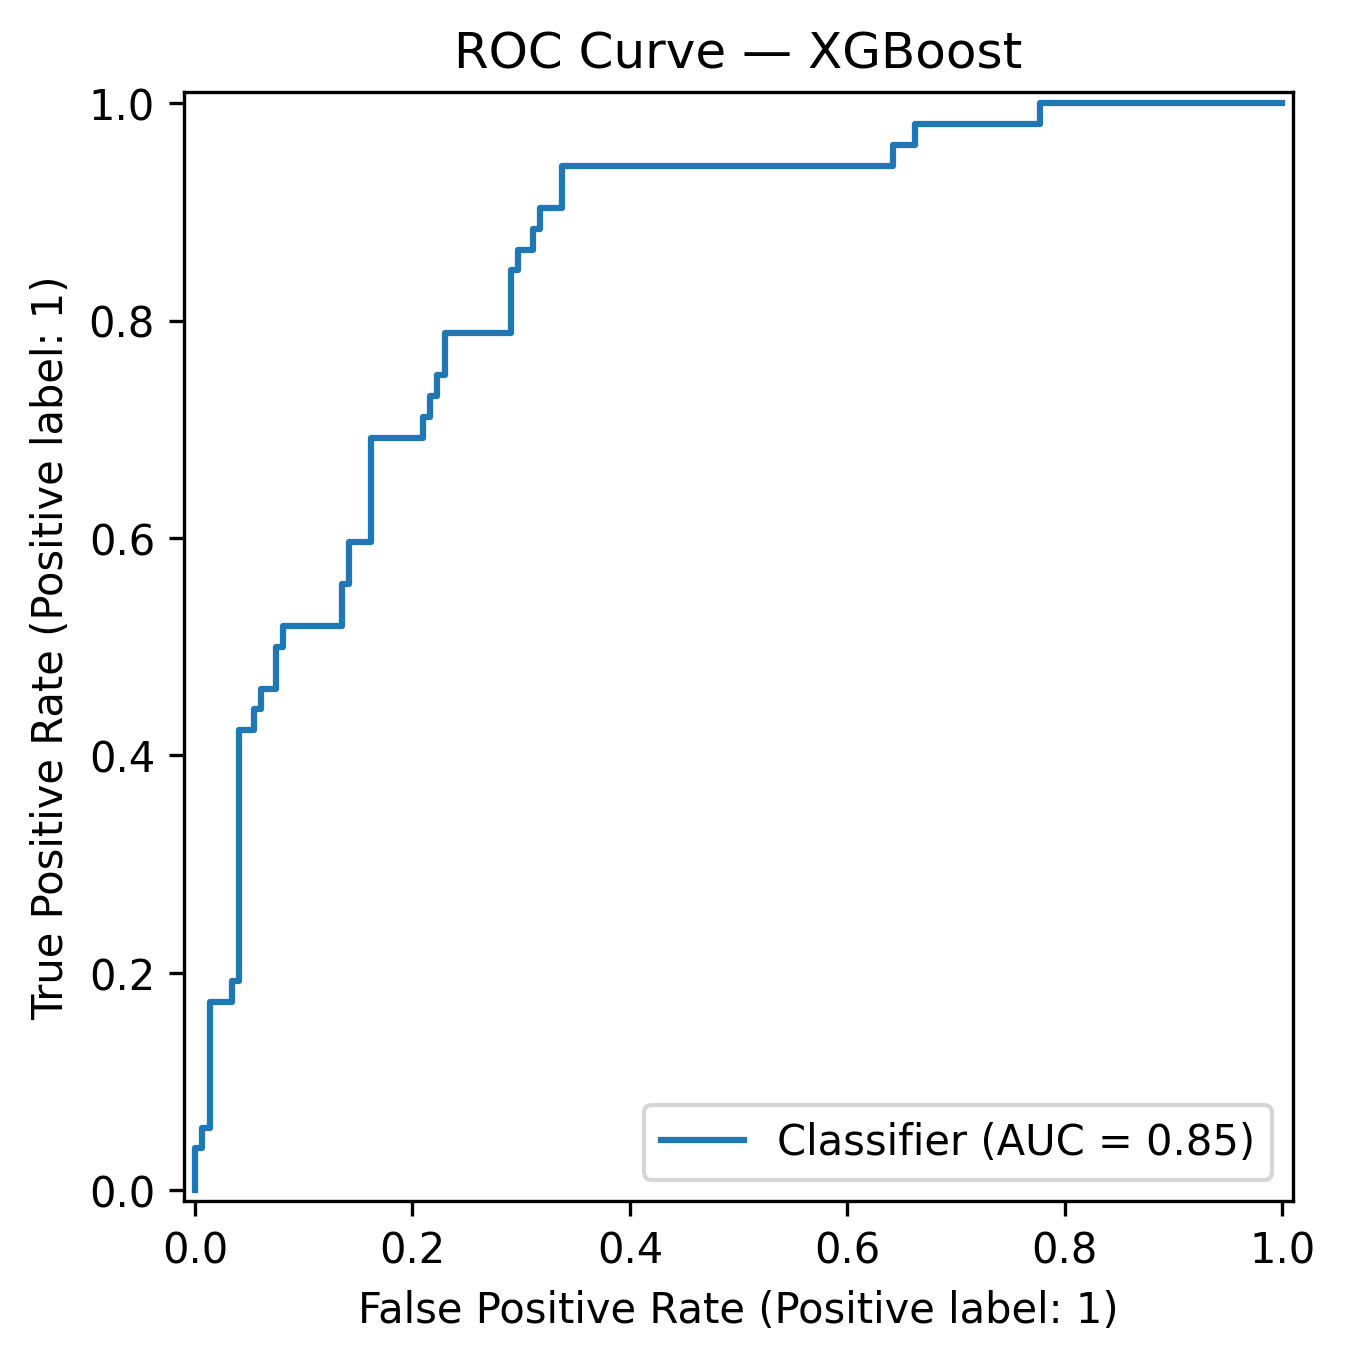 ROC Curve — XGBoost
True Positive Rate (Positive label: 1)
1.0
0.8
0.6
0.4
0.2
0.0
Classifier (AUC = 0.85)
0.0 0.2 0.4 0.6 0.8 1.0
False Positive Rate (Positive label: 1)